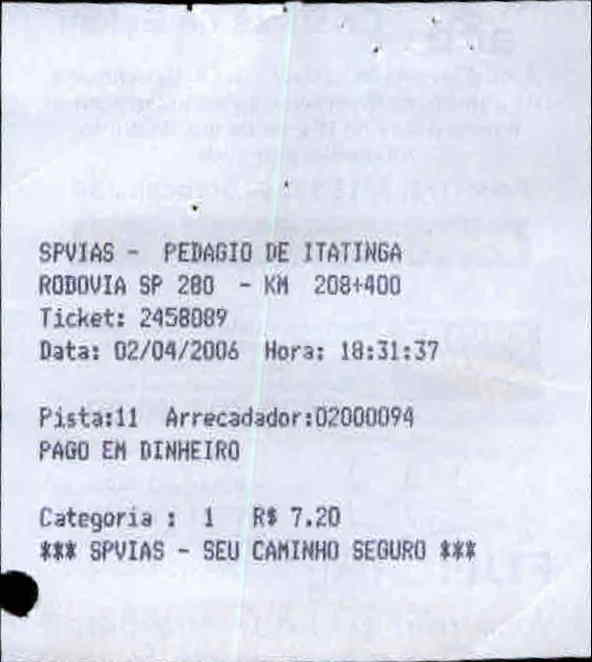 SPVIAS - PEDAGIO DE ITATINGA
RODOVIA SP 280 - KM 208+400
Ticket: 2458089
Data: 02/04/2006 Hora: 18:31:37
Pista:11 Arrecadador:02000094
PAGO EM DINHEIRO
Categoria : 1 R$ 7.20
*** SPVIAS - SEU CAMINHO SEGURO ***